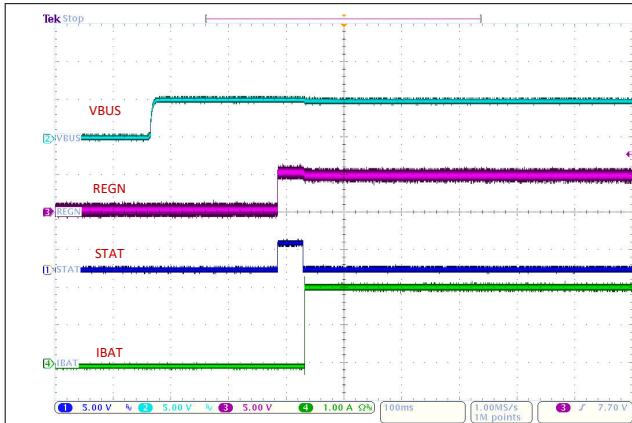 Tek Stop
VBUS
2 VBUS
REGN
3 REGN
STAT
1 STAT
IBAT
4 IBAT
1 5.00 V 2 5.00 V 3 5.00 V 4 1.00 A Ω 100ms 1.00MS/s 3 7.70 V
1M points